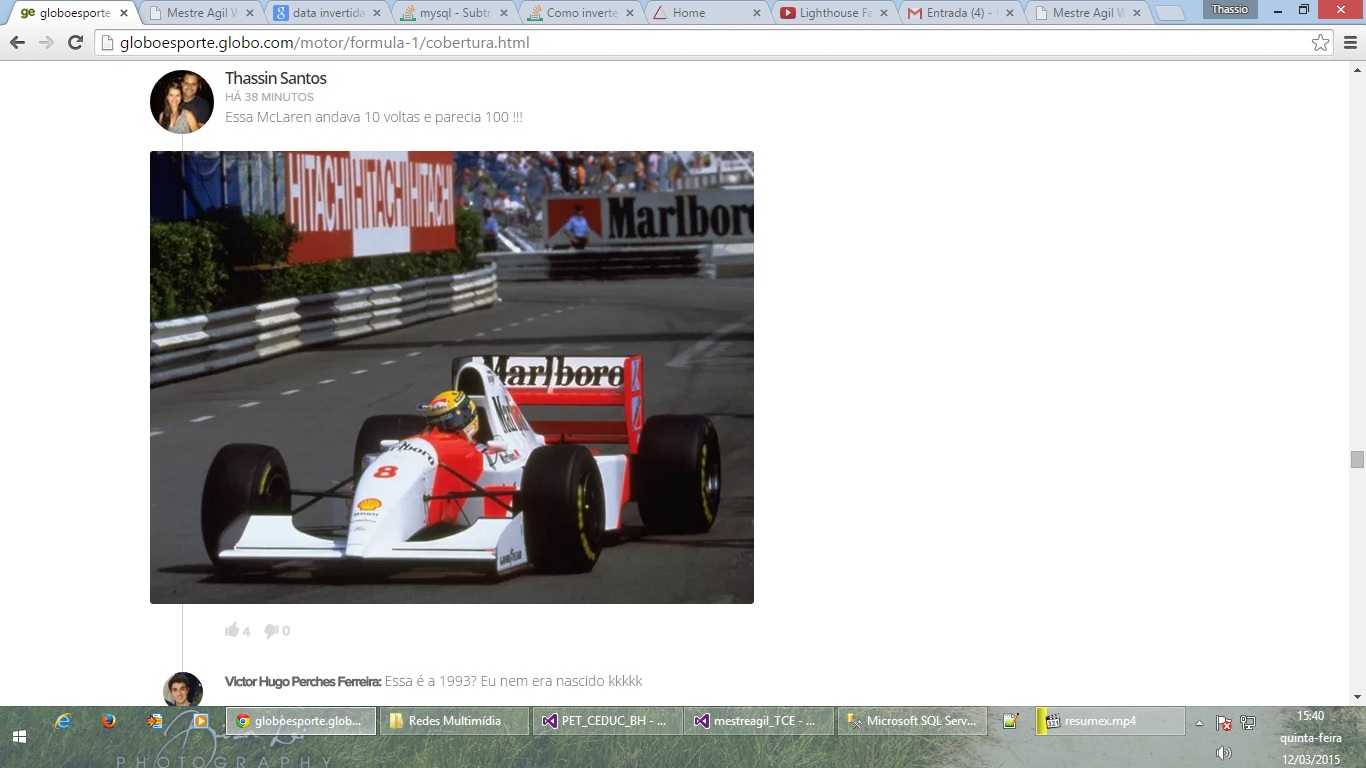 globoesporte
Mestre Agil W
data invertida
mysql - Subtr
Como inverte
Home
Lighthouse Fa
Entrada (4) -
Mestre Agil W
Thassio
globoesporte.globo.com/motor/formula-1/cobertura.html
Thassin Santos
HÁ 38 MINUTOS
Essa McLaren andava 10 voltas e parecia 100 !!!
HITACHI HITACHI HITACHI
Marlboro
Marlboro
Marlboro
8
4 0
Victor Hugo Perches Ferreira: Essa é a 1993? Eu nem era nascido kkkkk
globoesporte.glob...
Redes Multimídia
PET_CEDUC_BH - ...
mestreagil_TCE - ...
Microsoft SQL Serv...
resumex.mp4
15:40
quinta-feira
12/03/2015
PHOTOGRAPHY